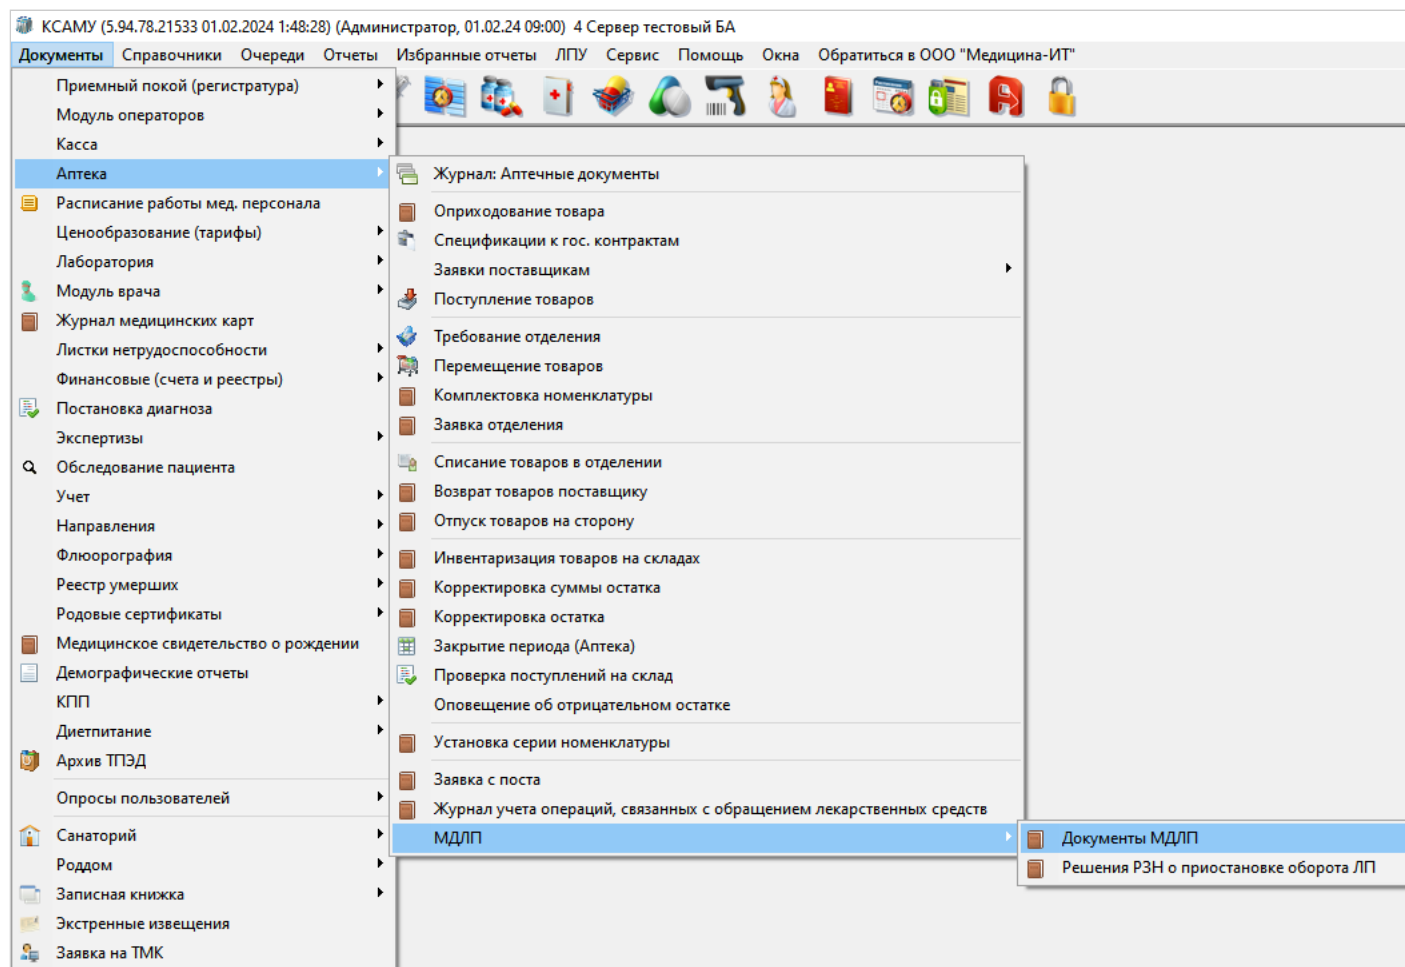 КСАМУ (5.94.78.21533 01.02.2024 1:48:28) (Администратор, 01.02.24 09:00) 4 Сервер тестовый БА
Документы Справочники Очереди Отчеты Избранные отчеты ЛПУ Сервис Помощь Окна Обратиться в ООО "Медицина-ИТ"
Приемный покой (регистратура)
Модуль операторов
Касса
Аптека
Расписание работы мед. персонала
Ценообразование (тарифы)
Лаборатория
Модуль врача
Журнал медицинских карт
Листки нетрудоспособности
Финансовые (счета и реестры)
Постановка диагноза
Экспертизы
Обследование пациента
Учет
Направления
Флюорография
Реестр умерших
Родовые сертификаты
Медицинское свидетельство о рождении
Демографические отчеты
КПП
Диетпитание
Архив ТПЭД
Опросы пользователей
Санаторий
Роддом
Записная книжка
Экстренные извещения
Заявка на ТМК
Журнал: Аптечные документы
Оприходование товара
Спецификации к гос. контрактам
Заявки поставщикам
Поступление товаров
Требование отделения
Перемещение товаров
Комплектовка номенклатуры
Заявка отделения
Списание товаров в отделении
Возврат товаров поставщику
Отпуск товаров на сторону
Инвентаризация товаров на складах
Корректировка суммы остатка
Корректировка остатка
Закрытие периода (Аптека)
Проверка поступлений на склад
Оповещение об отрицательном остатке
Установка серии номенклатуры
Заявка с поста
Журнал учета операций, связанных с обращением лекарственных средств
МДЛП
Документы МДЛП
Решения РЗН о приостановке оборота ЛП